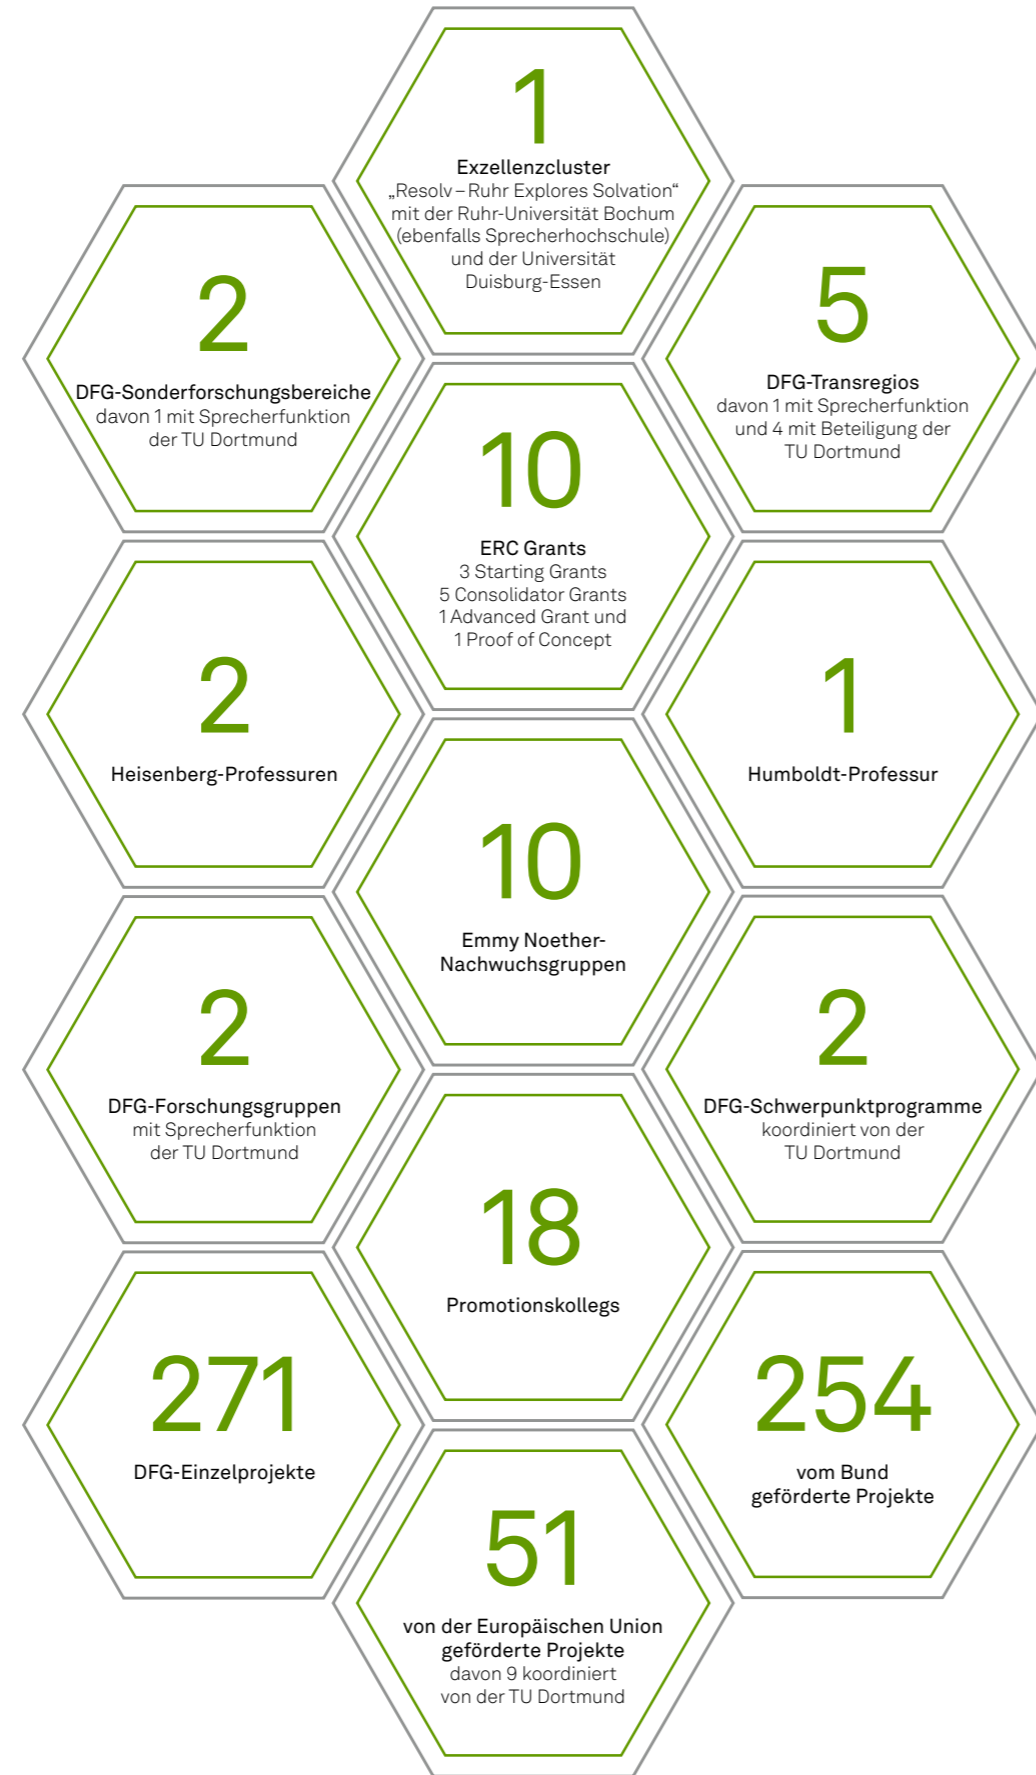 1
Exzellenzcluster
„Resolv – Ruhr Explores Solvation“
mit der Ruhr-Universität Bochum
(ebenfalls Sprecherhochschule)
und der Universität
Duisburg-Essen
2
DFG-Sonderforschungsbereiche
davon 1 mit Sprecherfunktion
der TU Dortmund
5
DFG-Transregios
davon 1 mit Sprecherfunktion
und 4 mit Beteiligung der
TU Dortmund
10
ERC Grants
3 Starting Grants
5 Consolidator Grants
1 Advanced Grant und
1 Proof of Concept
2
Heisenberg-Professuren
1
Humboldt-Professur
10
Emmy Noether-
Nachwuchsgruppen
2
DFG-Forschungsgruppen
mit Sprecherfunktion
der TU Dortmund
2
DFG-Schwerpunktprogramme
koordiniert von der
TU Dortmund
18
Promotionskollegs
271
DFG-Einzelprojekte
254
vom Bund
geförderte Projekte
51
von der Europäischen Union
geförderte Projekte
davon 9 koordiniert
von der TU Dortmund